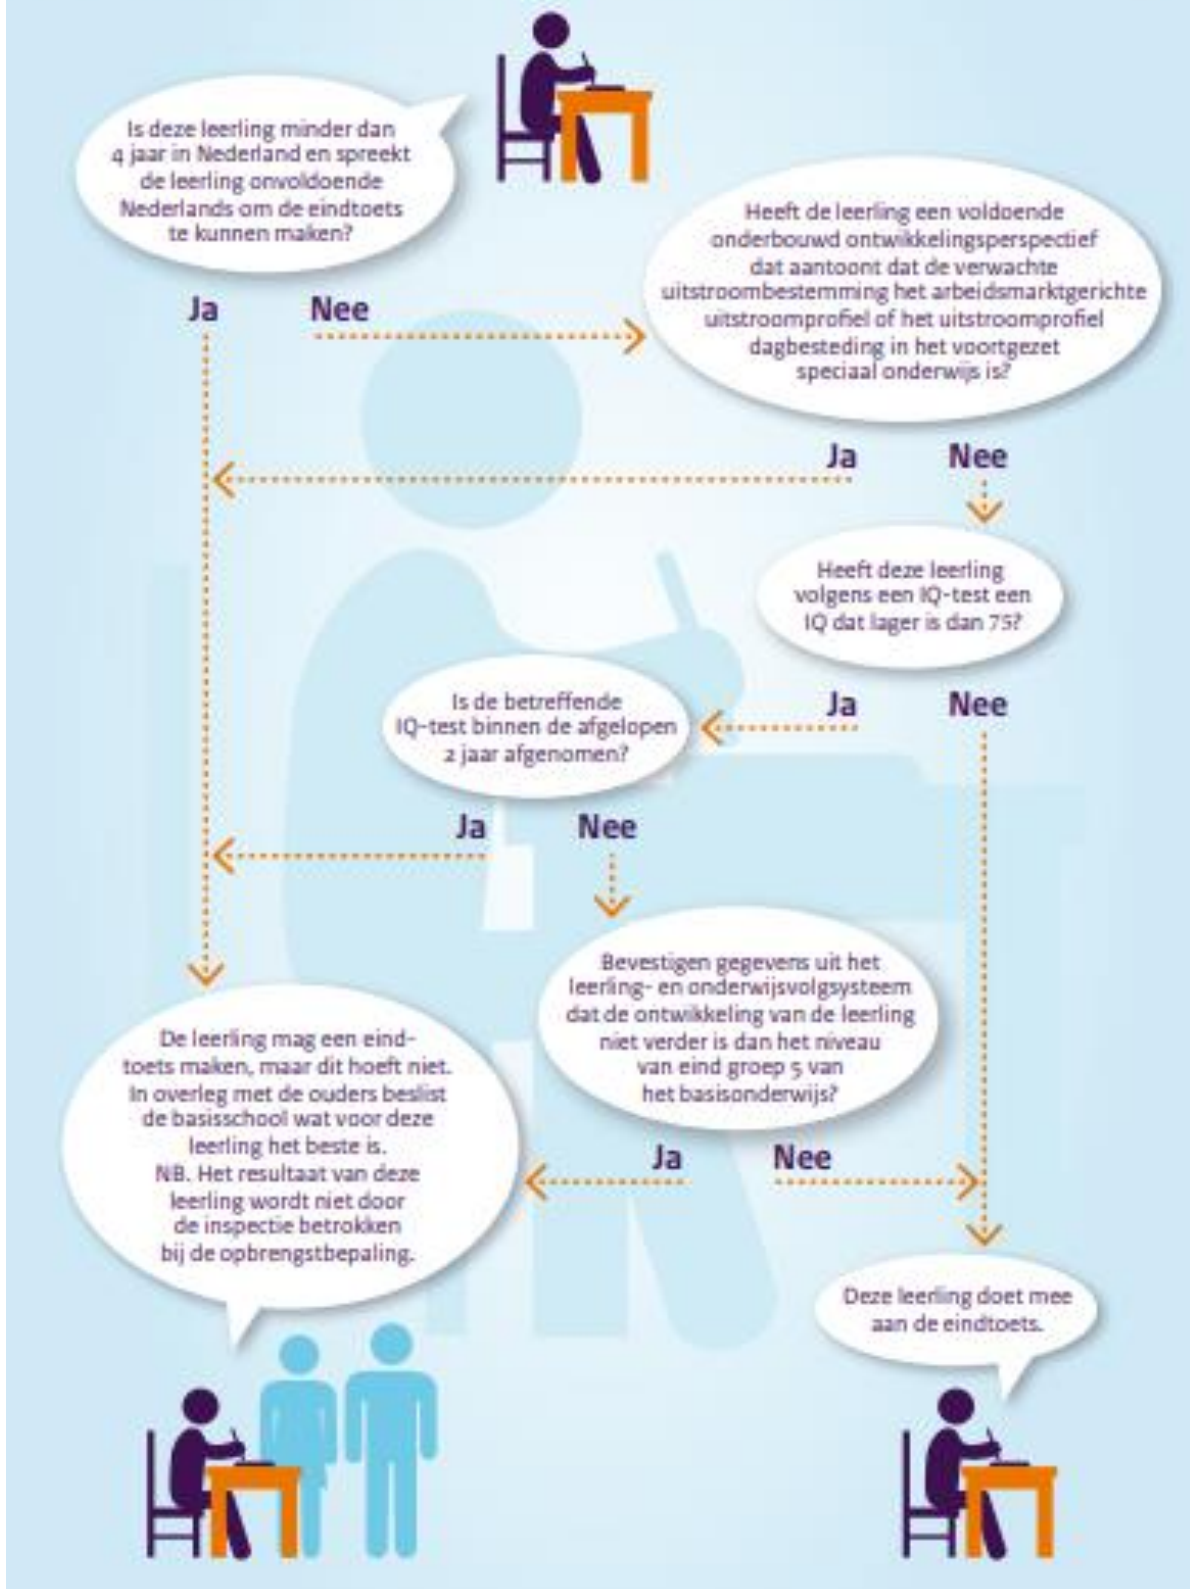 Is deze leerling minder dan
4 jaar in Nederland en spreekt
de leerling onvoldoende
Nederlands om de eindtoets
te kunnen maken?
Ja
Nee
Heeft de leerling een voldoende
onderbouwd ontwikkelingsperspectief
dat aantoont dat de verwachte
uitstroombestemming het arbeidsmarktgerichte
uitstroomprofiel of het uitstroomprofiel
dagbesteding in het voortgezet
speciaal onderwijs is?
Ja
Nee
Heeft deze leerling
volgens een IQ-test een
IQ dat lager is dan 75?
Ja
Nee
Is de betreffende
IQ-test binnen de afgelopen
2 jaar afgenomen?
Ja
Nee
Bevestigen gegevens uit het
leerling- en onderwijsvolgsysteem
dat de ontwikkeling van de leerling
niet verder is dan het niveau
van eind groep 5 van
het basisonderwijs?
Ja
Nee
De leerling mag een eind-
toets maken, maar dit hoeft niet.
In overleg met de ouders beslist
de basisschool wat voor deze
leerling het beste is.
NB. Het resultaat van deze
leerling wordt niet door
de inspectie betrokken
bij de opbrengstbepaling.
Deze leerling doet mee
aan de eindtoets.